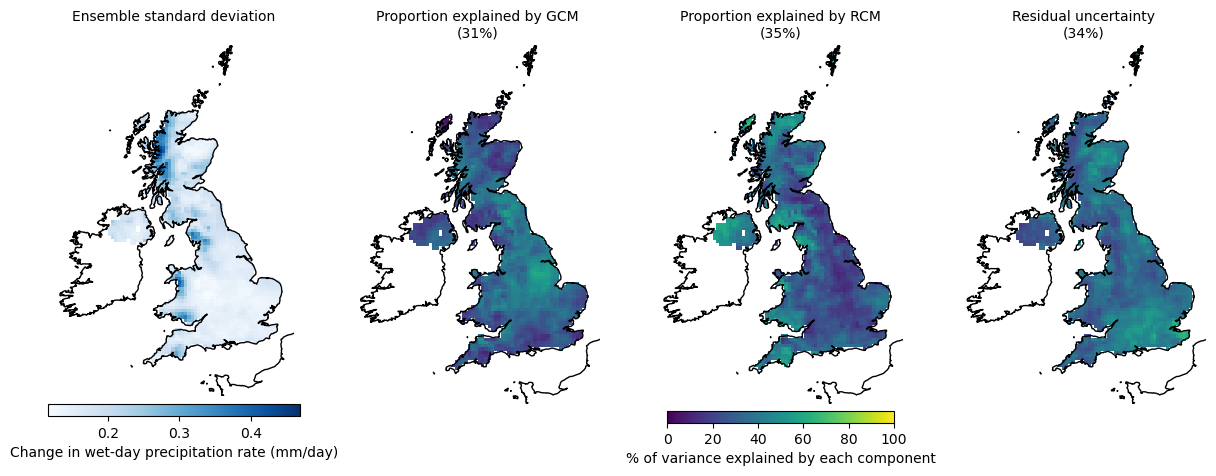 Ensemble standard deviation
Proportion explained by GCM
(31%)
Proportion explained by RCM
(35%)
Residual uncertainty
(34%)
0.2 0.3 0.4
Change in wet-day precipitation rate (mm/day)
0 20 40 60 80 100
% of variance explained by each component